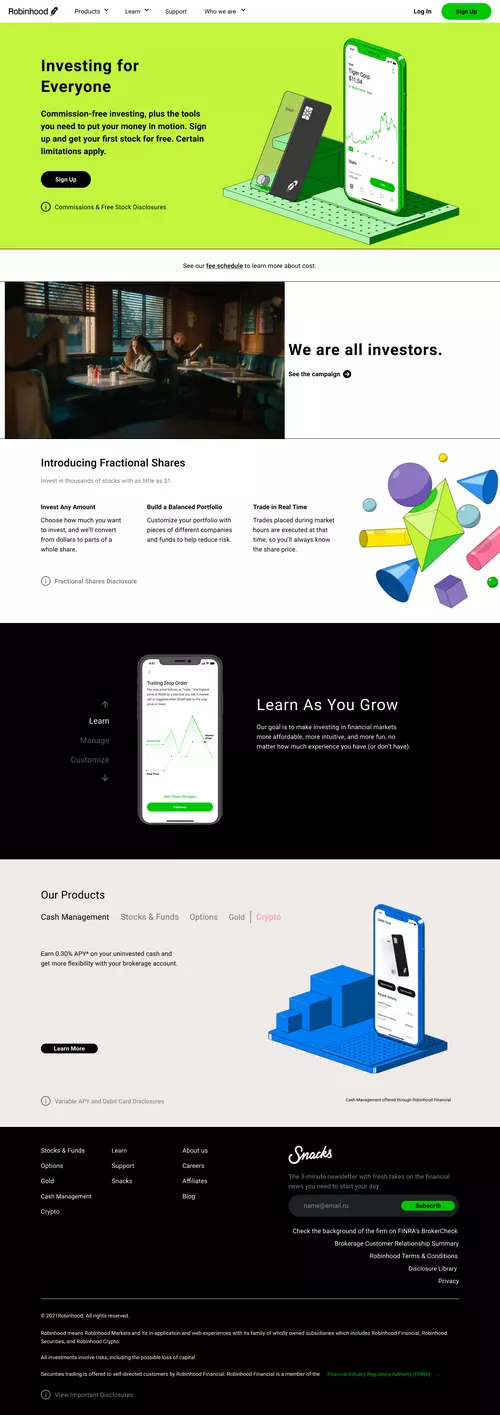 Robinhood
Products
Learn
Support
Who we are
Log In
Sign Up
Investing for
Everyone
Commission-free investing, plus the tools
you need to put your money in motion. Sign
up and get your first stock for free. Certain
limitations apply.
Sign Up
Commissions & Free Stock Disclosures
Tiger Corp
$11.54
Stats
See our fee schedule to learn more about cost.
We are all investors.
See the campaign
Introducing Fractional Shares
Invest in thousands of stocks with as little as $1.
Invest Any Amount
Choose how much you want
to invest, and we'll convert
from dollars to parts of a
whole share.
Build a Balanced Portfolio
Customize your portfolio with
pieces of different companies
and funds to help reduce risk.
Trade in Real Time
Trades placed during market
hours are executed at that
time, so you'll always know
the share price.
Fractional Shares Disclosure
Learn
Manage
Customize
Trailing Stop Order
Stop Price
Continue
Learn As You Grow
Our goal is to make investing in financial markets
more affordable, more intuitive, and more fun, no
matter how much experience you have (or don't have).
Our Products
Cash Management
Stocks & Funds
Options
Gold
Crypto
Earn 0.30% APY* on your uninvested cash and
get more flexibility with your brokerage account.
Learn More
Debit Card
Recent Activity
Variable APY and Debit Card Disclosures
Cash Management offered through Robinhood Financial
Stocks & Funds
Options
Gold
Cash Management
Crypto
Learn
Support
Snacks
About us
Careers
Affiliates
Blog
Snacks
The 3-minute newsletter with fresh takes on the financial
news you need to start your day.
name@email.ru
Subscrib
Check the background of the firm on FINRA's BrokerCheck
Brokerage Customer Relationship Summary
Robinhood Terms & Conditions
Disclosure Library
Privacy
© 2021Robinhood. All rights reserved.
Robinhood means Robinhood Markets and its in-application and web experiences with its family of wholly owned subsidiaries which includes Robinhood Financial, Robinhood
Securities, and Robinhood Crypto.
All investments involve risks, including the possible loss of capital.
Securities trading is offered to self-directed customers by Robinhood Financial. Robinhood Financial is a member of the Financial Industry Regulatory Authority (FINRA) .
View Important Disclosures